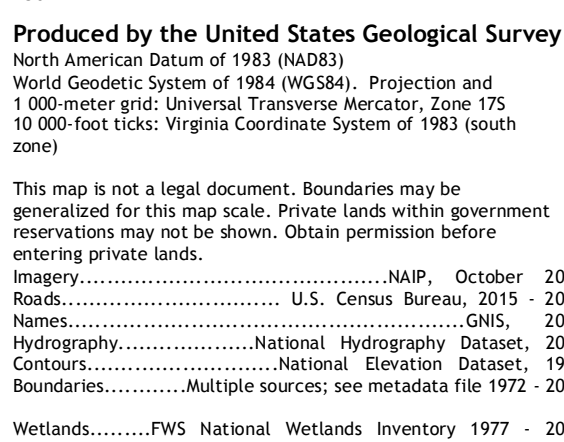 Produced by the United States Geological Survey
North American Datum of 1983 (NAD83)
World Geodetic System of 1984 (WGS84). Projection and
1 000-meter grid: Universal Transverse Mercator, Zone 17S
10 000-foot ticks: Virginia Coordinate System of 1983 (south
zone)
This map is not a legal document. Boundaries may be
generalized for this map scale. Private lands within government
reservations may not be shown. Obtain permission before
entering private lands.
Imagery..............................................NAIP, October 20
Roads................................ U.S. Census Bureau, 2015 - 20
Names..........................................................GNIS, 20
Hydrography....................National Hydrography Dataset, 20
Contours............................National Elevation Dataset, 19
Boundaries............Multiple sources; see metadata file 1972 - 20
Wetlands.........FWS National Wetlands Inventory 1977 - 20